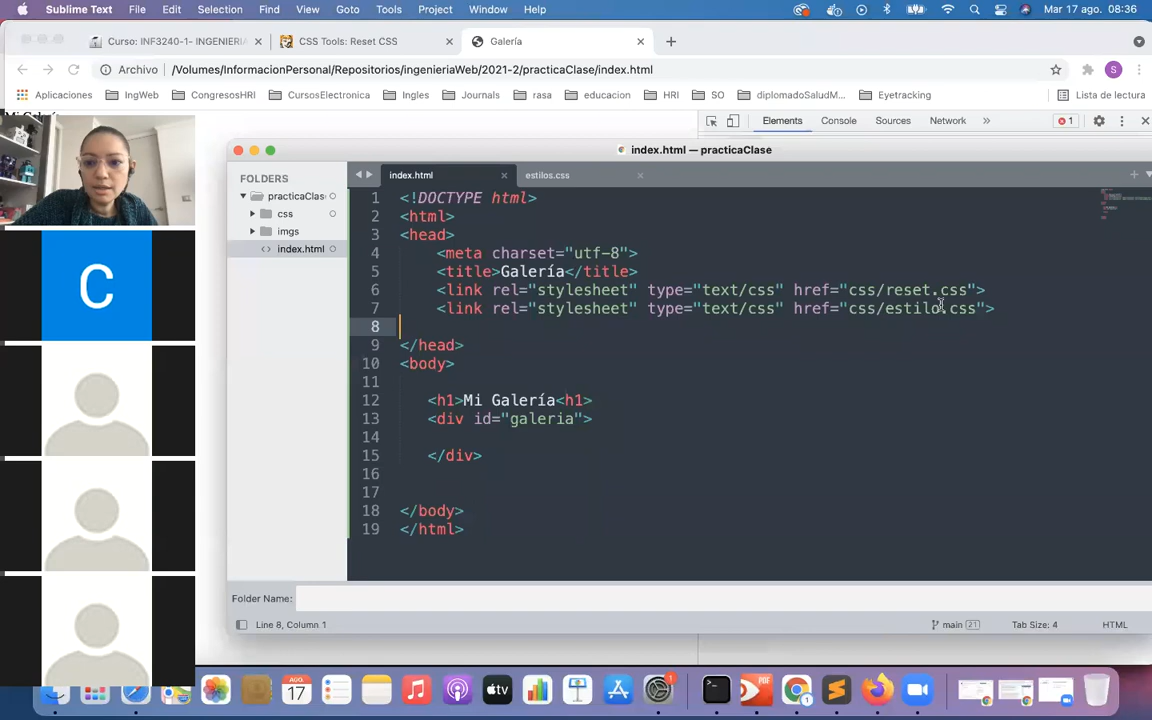 Sublime Text File Edit Selection Find View Goto Tools Project Window Help Mar 17 ago. 08:36
Curso: INF3240-1- INGENIERIA CSS Tools: Reset CSS Galería
Archivo /Volumes/InformacionPersonal/Repositorios/ingenieriaWeb/2021-2/practicaClase/index.html S
Aplicaciones IngWeb CongresosHRI CursosElectronica Ingles Journals rasa educacion HRI SO diplomadoSaludM... Eyetracking Lista de lectura
Elements Console Sources Network » 1
index.html — practicaClase
FOLDERS
practicaClas
css
imgs
index.html
index.html estilos.css
1 <!DOCTYPE html>
2 <html>
3 <head>
4 <meta charset="utf-8">
5 <title>Galería</title>
6 <link rel="stylesheet" type="text/css" href="css/reset.css">
7 <link rel="stylesheet" type="text/css" href="css/estilo.css">
8
9 </head>
10 <body>
11
12 <h1>Mi Galería<h1>
13 <div id="galeria">
14
15 </div>
16
17
18 </body>
19 </html>
Folder Name:
Line 8, Column 1 main 21 Tab Size: 4 HTML
C
AGO. 17
tv
PDF
1
1